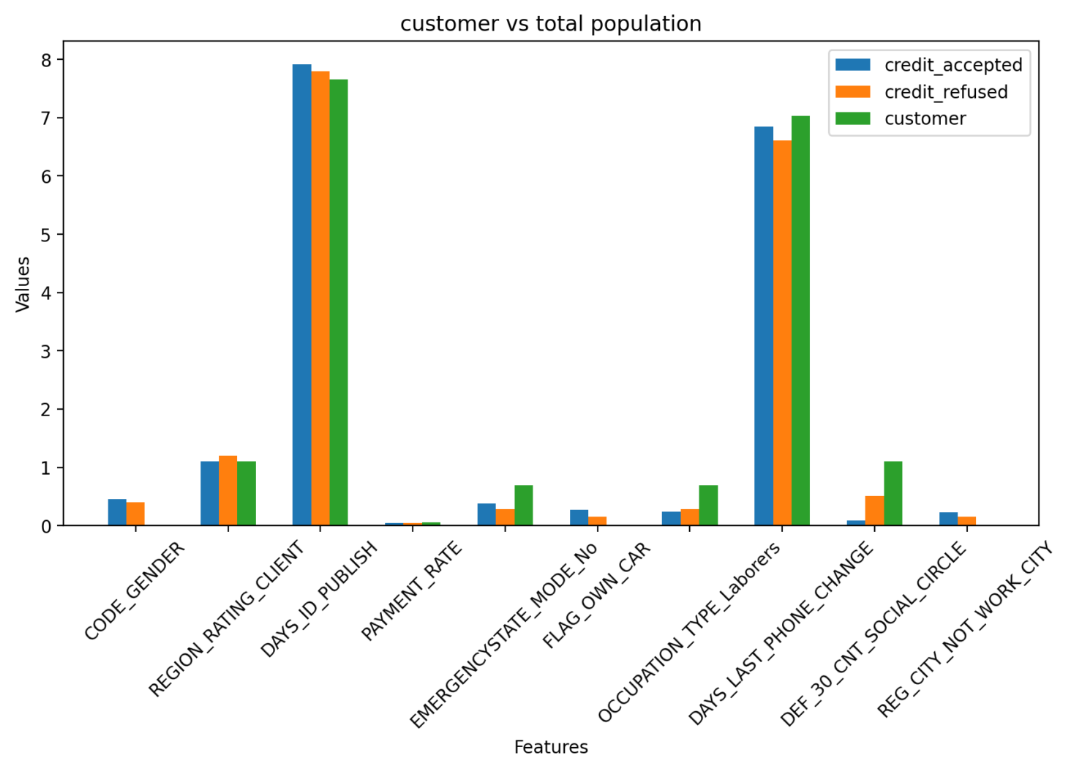 customer vs total population
credit_accepted
credit_refused
customer
Values
8
7
6
5
4
3
2
1
0
CODE_GENDER
REGION_RATING_CLIENT
DAYS_ID_PUBLISH
PAYMENT_RATE
EMERGENCYSTATE_MODE_No
FLAG_OWN_CAR
OCCUPATION_TYPE_Laborers
DAYS_LAST_PHONE_CHANGE
DEF_30_CNT_SOCIAL_CIRCLE
REG_CITY_NOT_WORK_CITY
Features